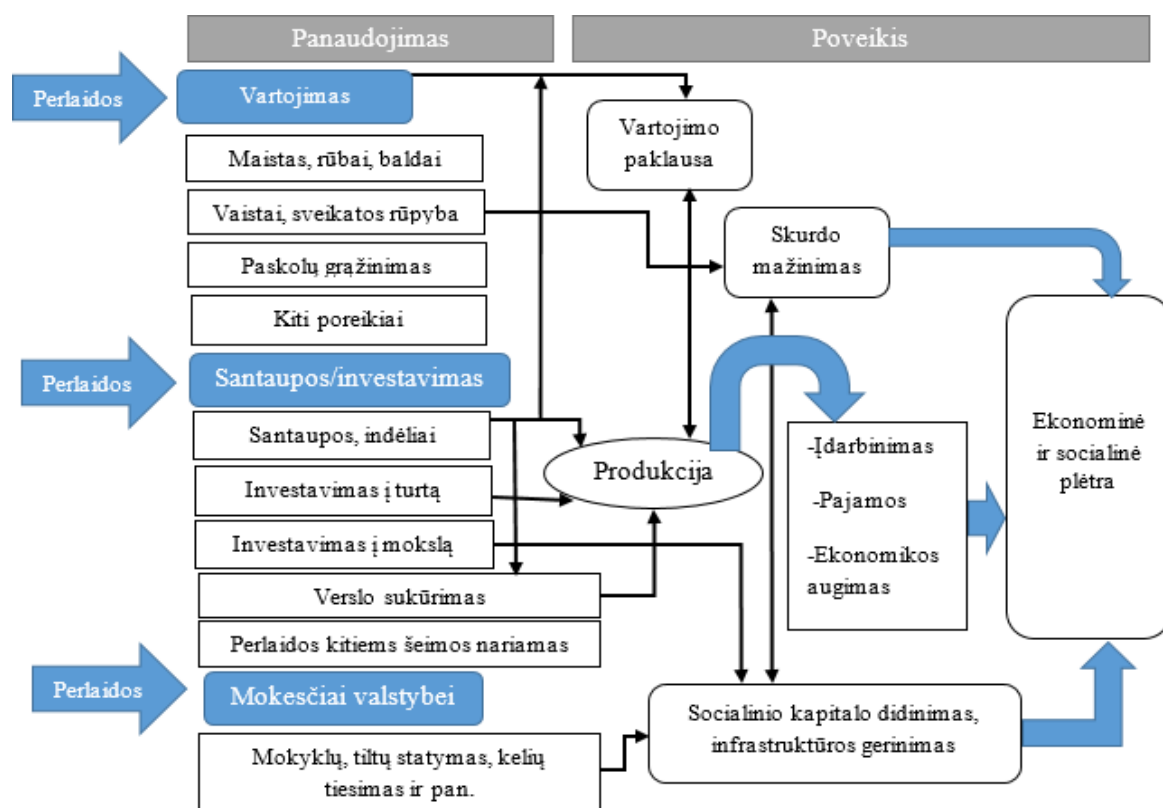 Panaudojimas
Poveikis
Perlaidos
Vartojimas
Maistas, rūbai, baldai
Vaistai, sveikatos rūpyba
Paskolų grąžinimas
Kiti poreikiai
Perlaidos
Santaupos/investavimas
Santaupos, indėliai
Investavimas į turtą
Investavimas į mokslą
Verslo sukūrimas
Perlaidos kitiems šeimos nariamas
Perlaidos
Mokesčiai valstybei
Mokyklų, tiltų statymas, kelių
tiesimas ir pan.
Vartojimo
paklausa
Skurdo
mažinimas
Produkcija
-Įdarbinimas
-Pajamos
-Ekonomikos
augimas
Socialinio kapitalo didinimas,
infrastruktūros gerinimas
Ekonominė
ir socialinė
plėtra